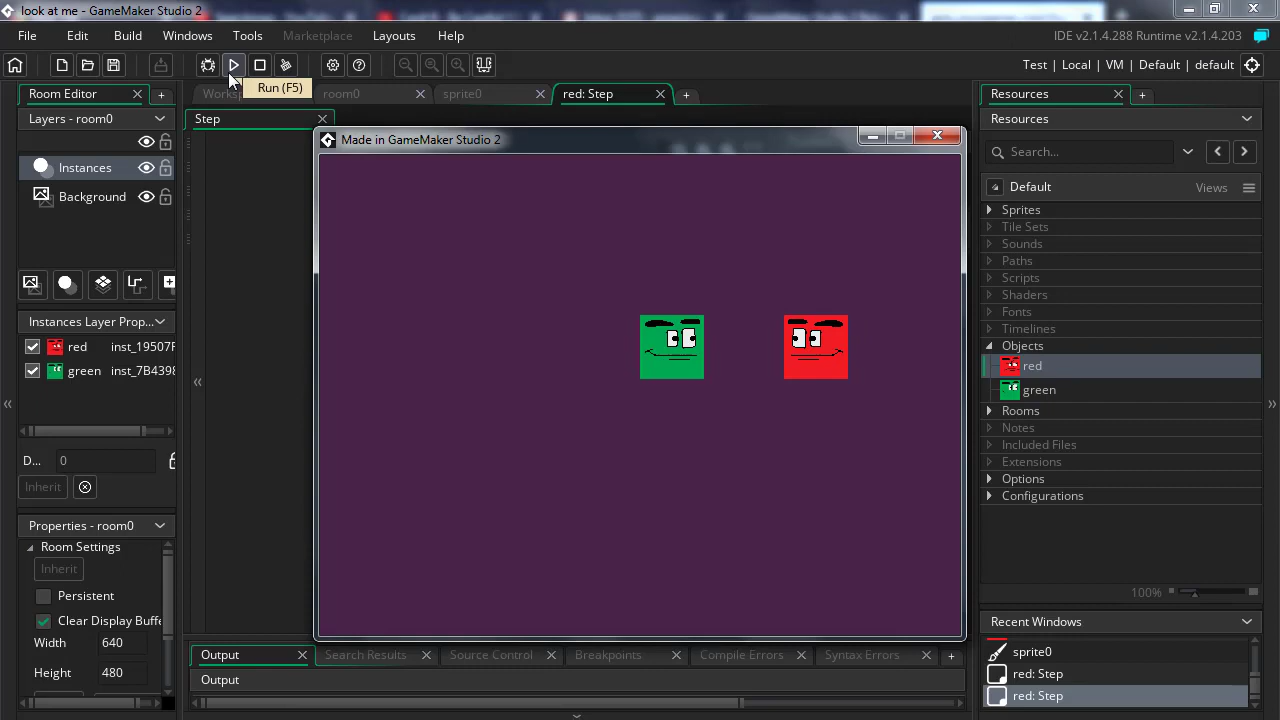 look at me - GameMaker Studio 2
File Edit Build Windows Tools Marketplace Layouts Help IDE v2.1.4.288 Runtime v2.1.4.203
Test | Local | VM | Default | default
Run (F5)
Room Editor room0 sprite0 red: Step Resources
Layers - room0 Step Resources
Made in GameMaker Studio 2
Search...
Instances
Default Views
Background
Sprites
Tile Sets
Sounds
Paths
Scripts
Shaders
Fonts
Timelines
Objects
red
green
Rooms
Notes
Included Files
Extensions
Options
Configurations
Instances Layer Prop...
red inst_19507F
green inst_7B4398
D... 0
Inherit
Properties - room0
Room Settings
Inherit
Persistent
Clear Display Buffe
Width 640
Height 480
100%
Recent Windows
sprite0
red: Step
red: Step
Output Search Results Source Control Breakpoints Compile Errors Syntax Errors
Output